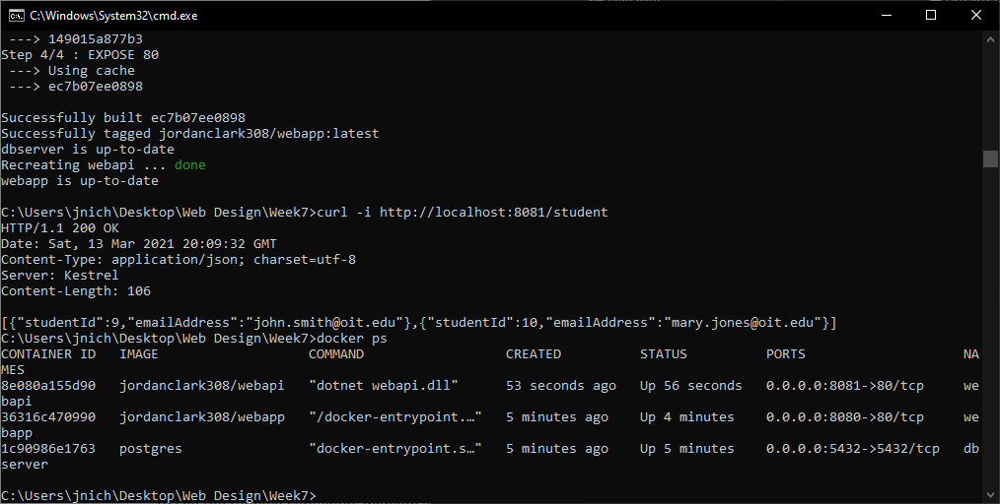 C:\Windows\System32\cmd.exe
 ---> 149015a877b3
Step 4/4 : EXPOSE 80
 ---> Using cache
 ---> ec7b07ee0898
Successfully built ec7b07ee0898
Successfully tagged jordanclark308/webapp:latest
dbserver is up-to-date
Recreating webapi ... done
webapp is up-to-date
C:\Users\jnich\Desktop\Web Design\Week7>curl -i http://localhost:8081/student
HTTP/1.1 200 OK
Date: Sat, 13 Mar 2021 20:09:32 GMT
Content-Type: application/json; charset=utf-8
Server: Kestrel
Content-Length: 106
[{"studentId":9,"emailAddress":"john.smith@oit.edu"},{"studentId":10,"emailAddress":"mary.jones@oit.edu"}]
C:\Users\jnich\Desktop\Web Design\Week7>docker ps
CONTAINER ID   IMAGE                   COMMAND                  CREATED          STATUS          PORTS                    NA
MES
8e080a155d90   jordanclark308/webapi   "dotnet webapi.dll"      53 seconds ago   Up 56 seconds   0.0.0.0:8081->80/tcp     we
bapi
36316c470990   jordanclark308/webapp   "/docker-entrypoint.…"   5 minutes ago    Up 4 minutes    0.0.0.0:8080->80/tcp     we
bapp
1c90986e1763   postgres                "docker-entrypoint.s…"   5 minutes ago    Up 5 minutes    0.0.0.0:5432->5432/tcp   db
server
C:\Users\jnich\Desktop\Web Design\Week7>